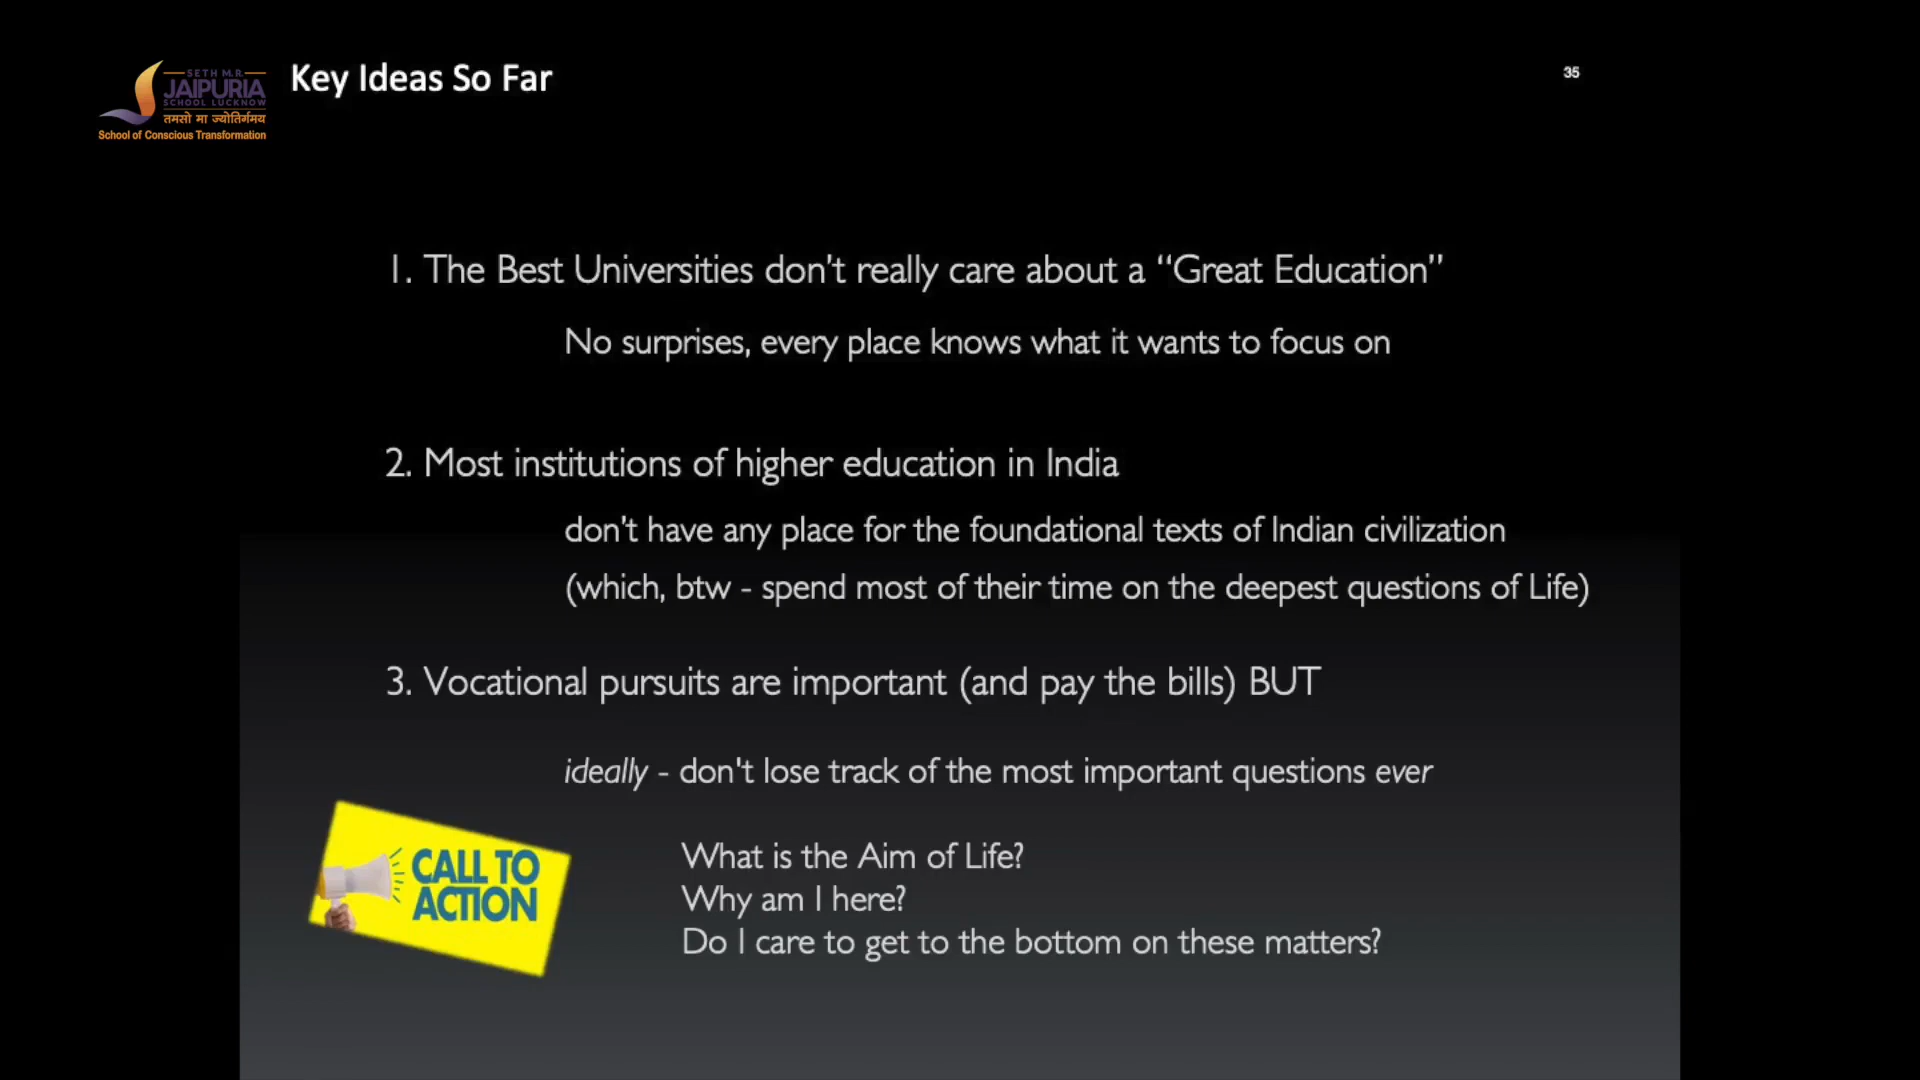 SETH M.R.
JAIPURIA
SCHOOL LUCKNOW
तमसो मा ज्योतिर्गमय
School of Conscious Transformation
Key Ideas So Far
35
1. The Best Universities don’t really care about a “Great Education”
No surprises, every place knows what it wants to focus on
2. Most institutions of higher education in India
don’t have any place for the foundational texts of Indian civilization
(which, btw - spend most of their time on the deepest questions of Life)
3. Vocational pursuits are important (and pay the bills) BUT
ideally - don't lose track of the most important questions ever
CALL TO
ACTION
What is the Aim of Life?
Why am I here?
Do I care to get to the bottom on these matters?